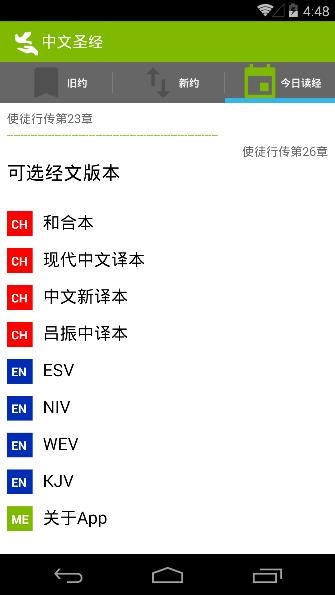 4:48
中文圣经
旧约
新约
今日读经
使徒行传第23章
使徒行传第26章
可选经文版本
CH 和合本
CH 现代中文译本
CH 中文新译本
CH 吕振中译本
EN ESV
EN NIV
EN WEV
EN KJV
ME 关于App